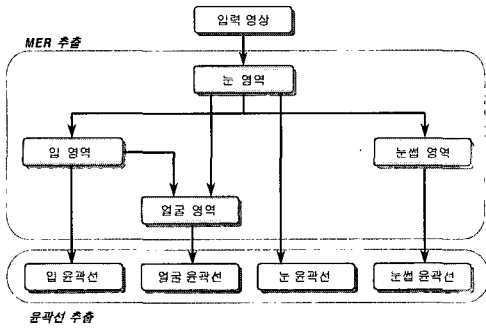 입력 영상
MER 추출
눈 영역
입 영역
눈썹 영역
얼굴 영역
입 윤곽선
얼굴 윤곽선
눈 윤곽선
눈썹 윤곽선
윤곽선 추출